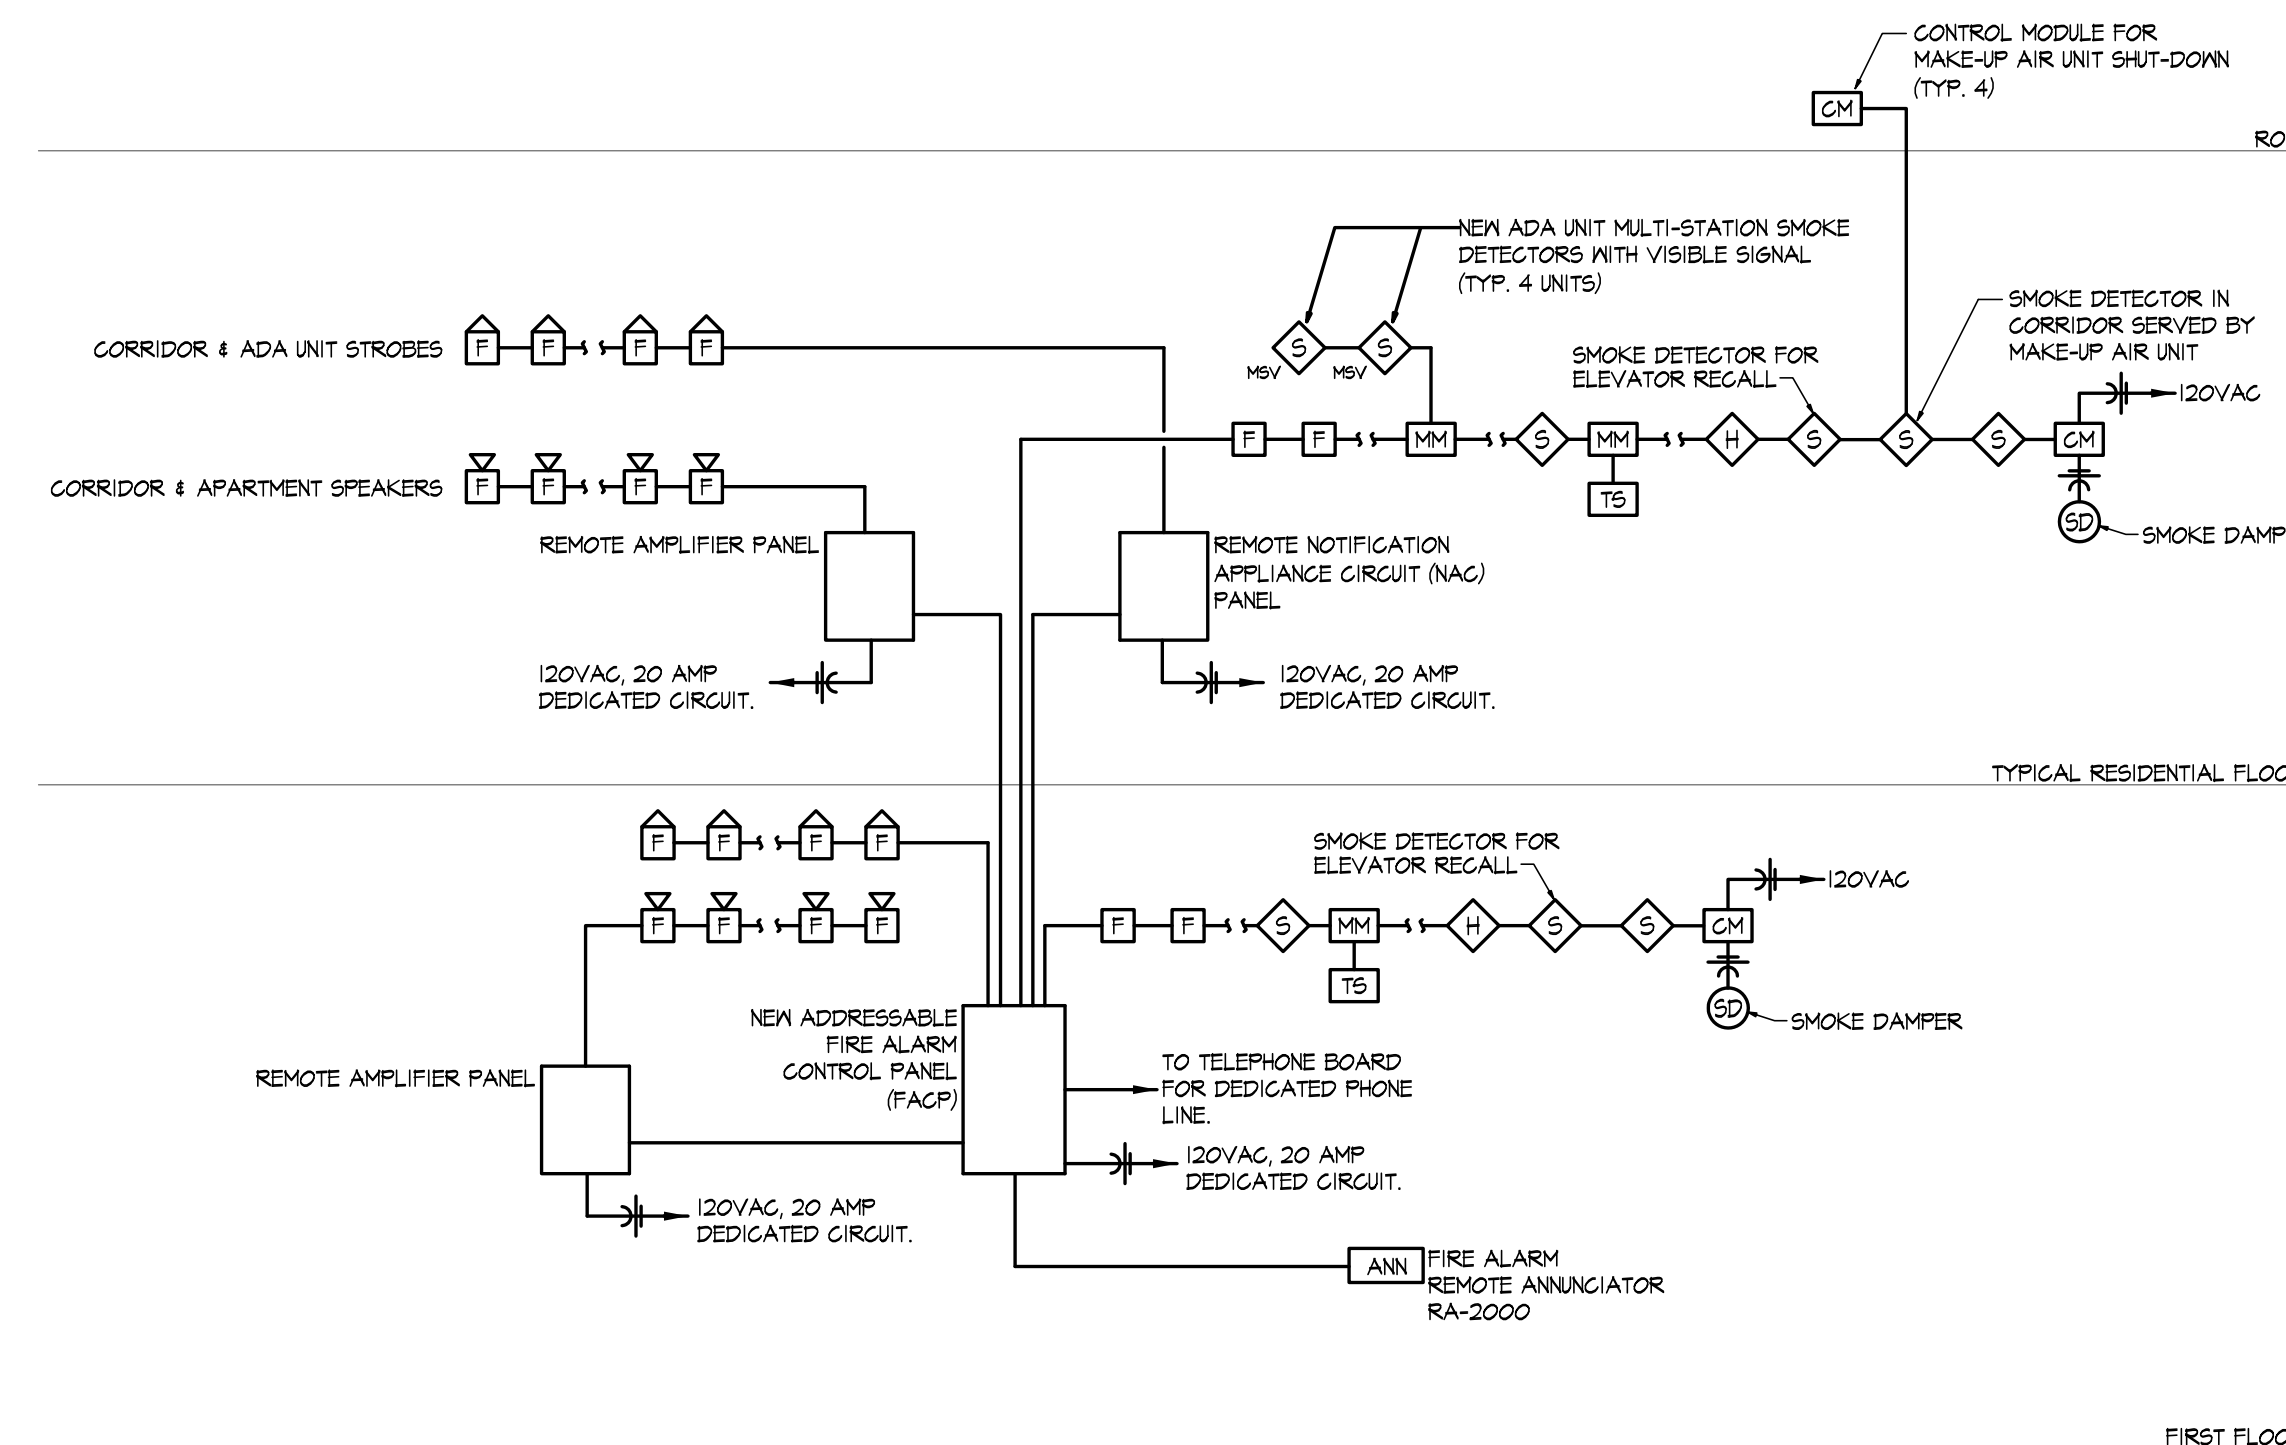 CONTROL MODULE FOR
MAKE-UP AIR UNIT SHUT-DOWN
(TYP. 4)
CM
RO
NEW ADA UNIT MULTI-STATION SMOKE
DETECTORS WITH VISIBLE SIGNAL
(TYP. 4 UNITS)
SMOKE DETECTOR IN
CORRIDOR SERVED BY
MAKE-UP AIR UNIT
CORRIDOR & ADA UNIT STROBES
F F F F
S S
MSV MSV
SMOKE DETECTOR FOR
ELEVATOR RECALL
120VAC
F F MM S MM H S S S CM
CORRIDOR & APARTMENT SPEAKERS
F F F F
TS
SD
SMOKE DAMP
REMOTE AMPLIFIER PANEL
REMOTE NOTIFICATION
APPLIANCE CIRCUIT (NAC)
PANEL
120VAC, 20 AMP
DEDICATED CIRCUIT.
120VAC, 20 AMP
DEDICATED CIRCUIT.
TYPICAL RESIDENTIAL FLOO
F F F F
SMOKE DETECTOR FOR
ELEVATOR RECALL
120VAC
F F F F
F F S MM H S S CM
TS
SD
SMOKE DAMPER
NEW ADDRESSABLE
FIRE ALARM
CONTROL PANEL
(FACP)
REMOTE AMPLIFIER PANEL
TO TELEPHONE BOARD
FOR DEDICATED PHONE
LINE.
120VAC, 20 AMP
DEDICATED CIRCUIT.
120VAC, 20 AMP
DEDICATED CIRCUIT.
ANN
FIRE ALARM
REMOTE ANNUNCIATOR
RA-2000
FIRST FLOO